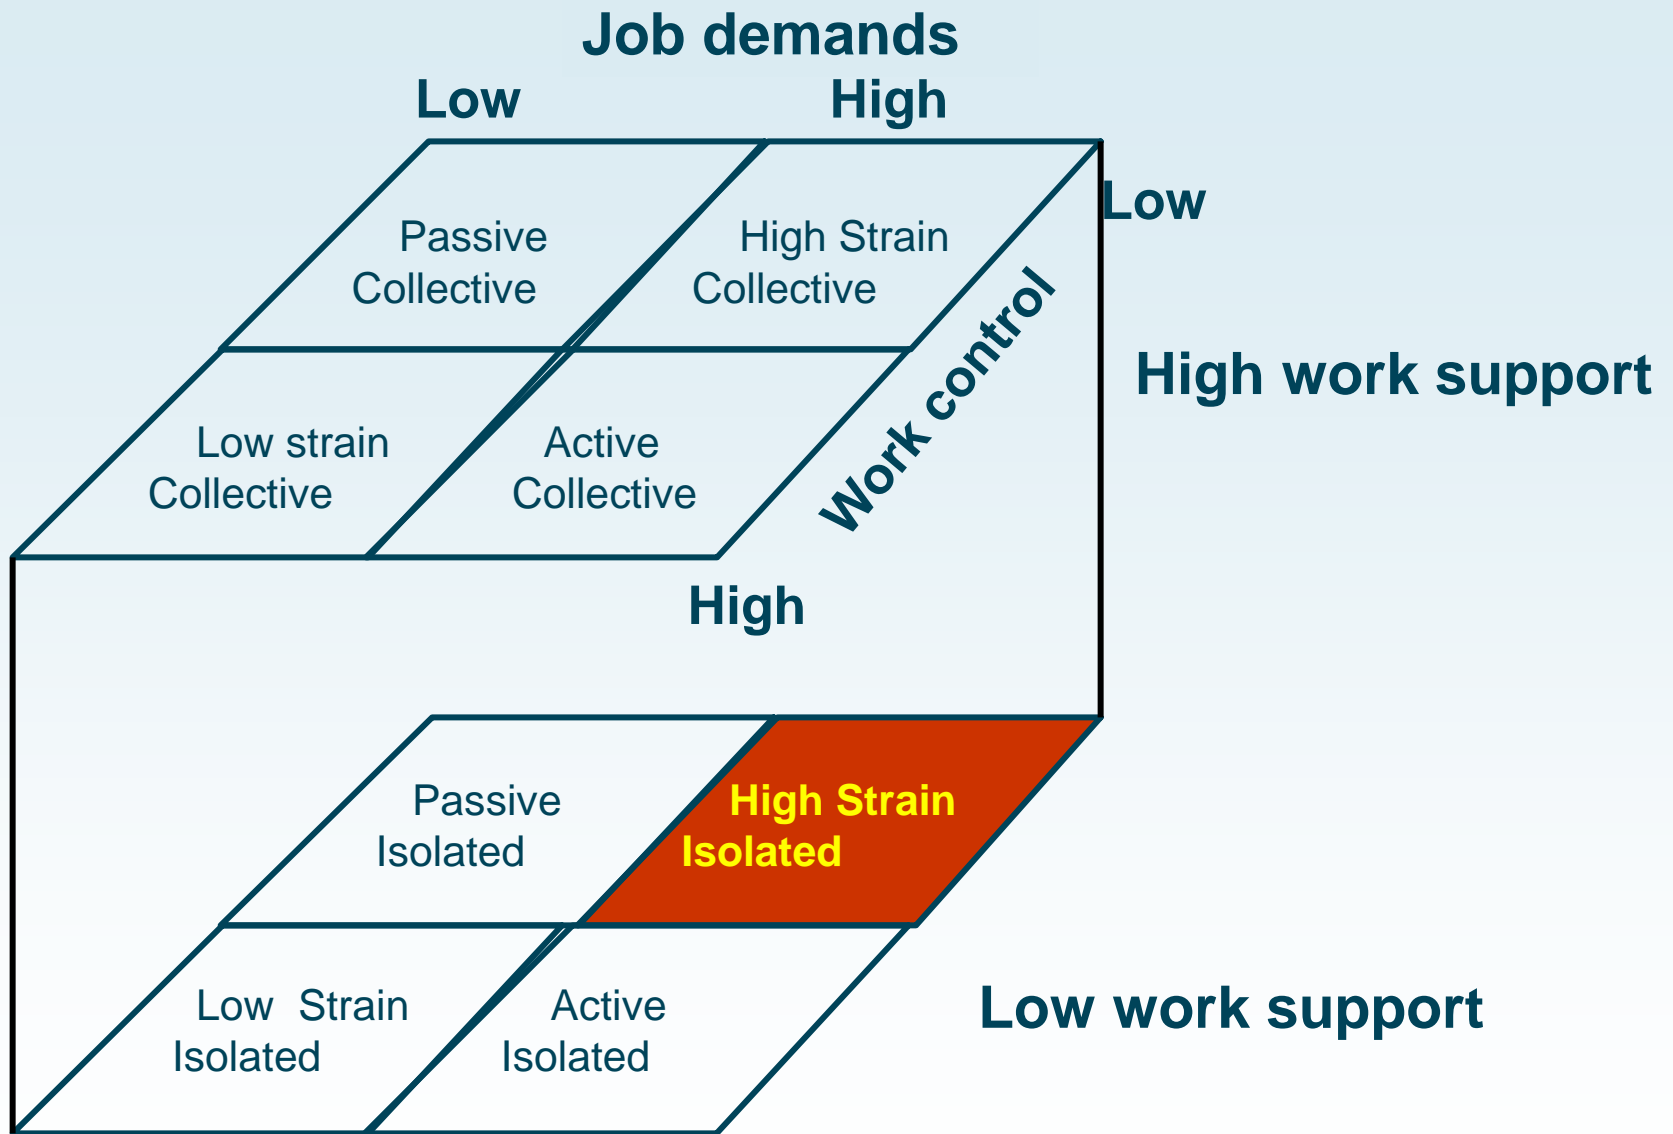 Job demands
Low High
Low
Passive High Strain
Collective Collective
Work control
High work support
Low strain Active
Collective Collective
High
Passive High Strain
Isolated Isolated
Low Strain Active
Isolated Isolated
Low work support